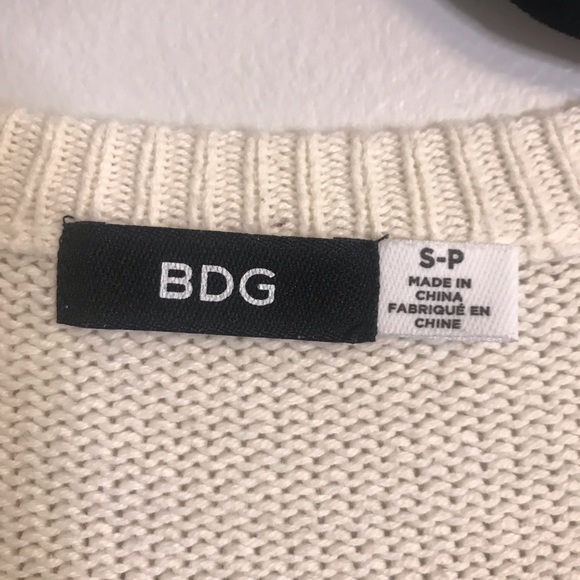 BDG
S-P
MADE IN
CHINA
FABRIQUÉ EN
CHINE